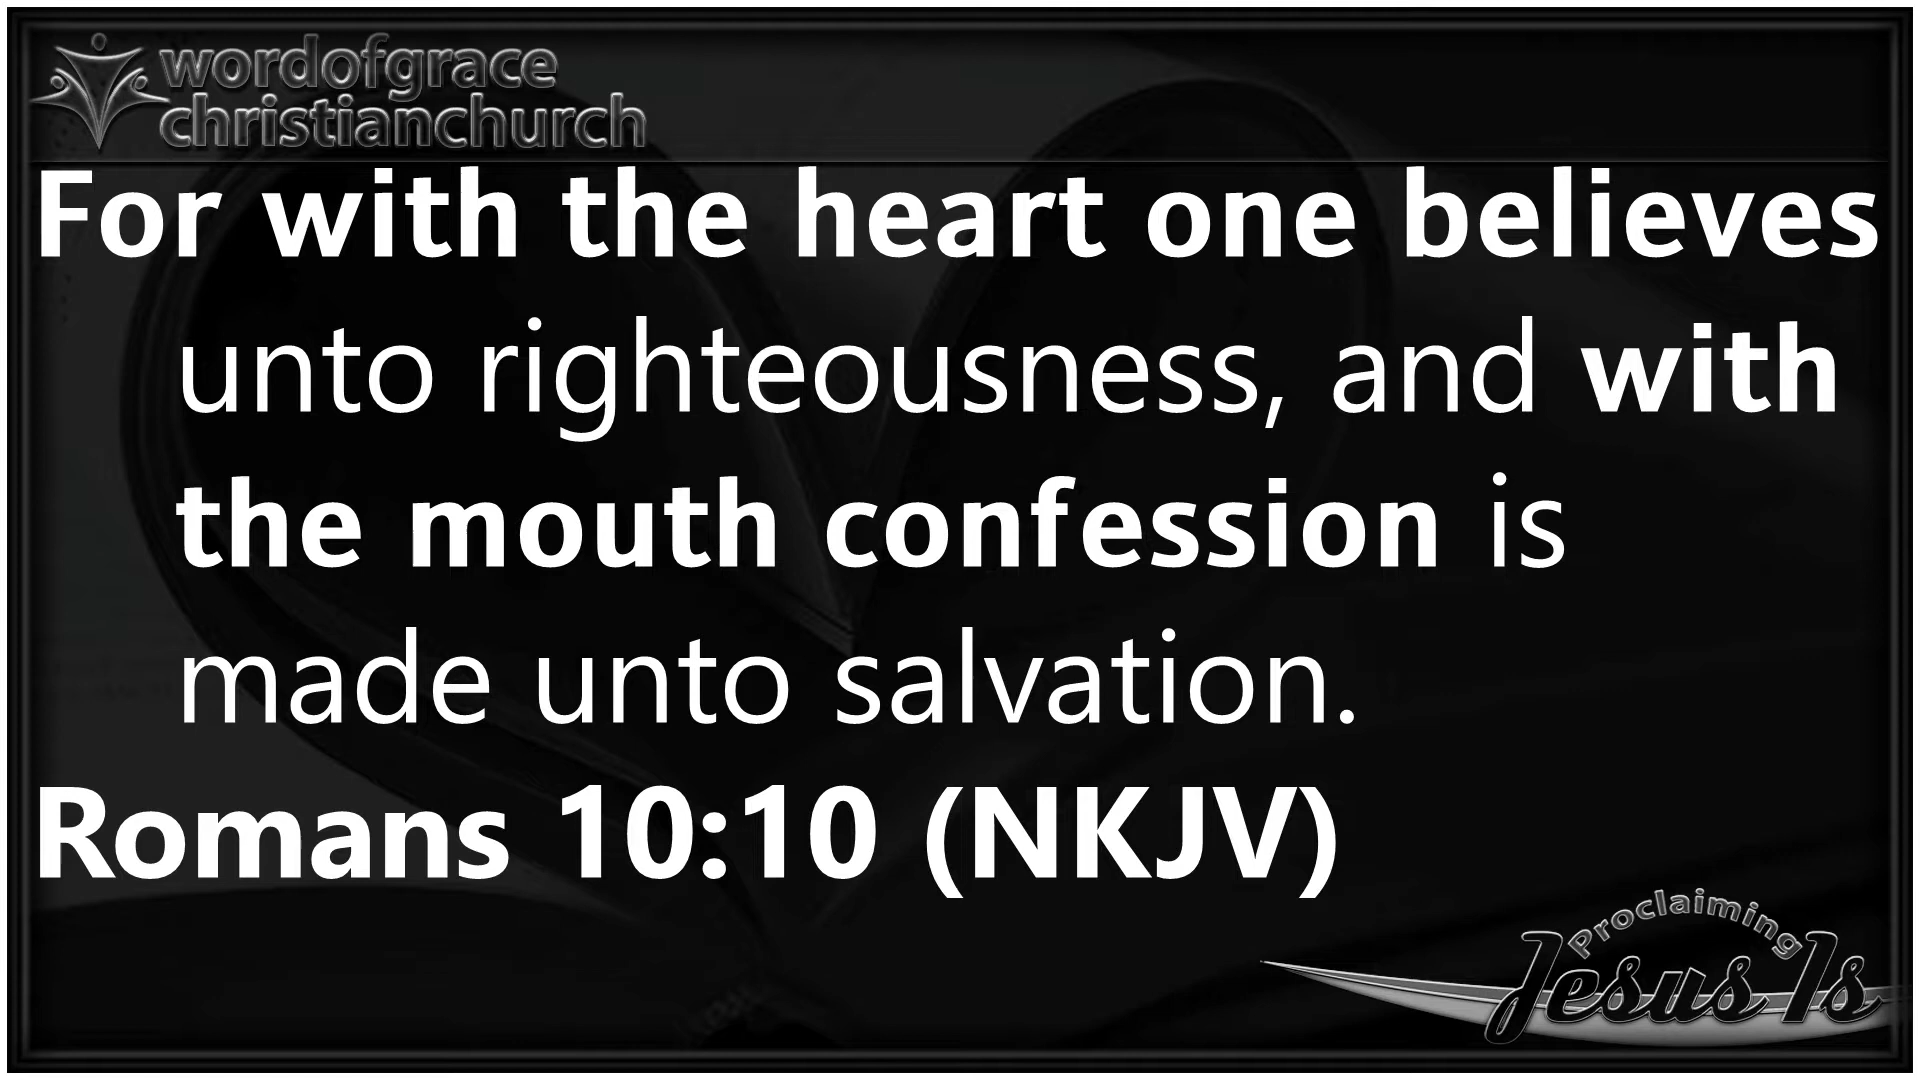 wordofgrace
christianchurch
For with the heart one believes
unto righteousness, and with
the mouth confession is
made unto salvation.
Romans 10:10 (NKJV)
Proclaiming
Jesus Is